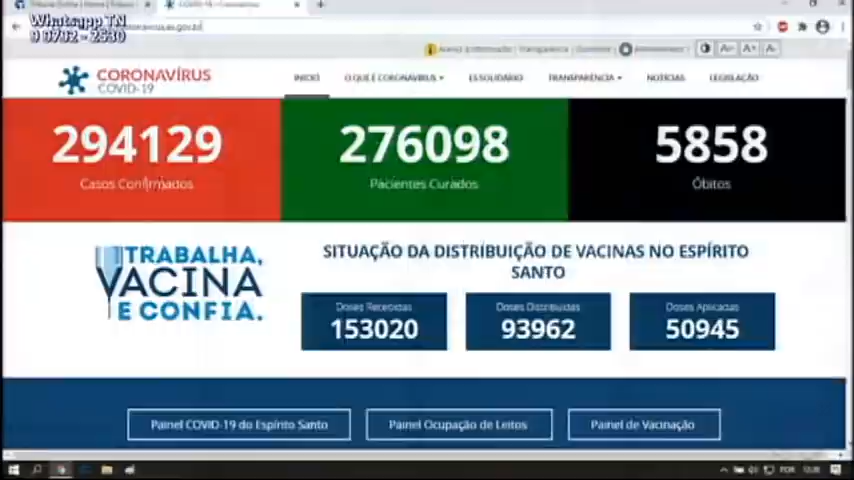 Whatsapp TN
9 9792 - 2530
CORONAVÍRUS
COVID-19
INÍCIO
O QUE É CORONAVÍRUS
ES SOLIDÁRIO
TRANSPARÊNCIA
NOTÍCIAS
LEGISLAÇÃO
294129
Casos Confirmados
276098
Pacientes Curados
5858
Óbitos
TRABALHA,
VACINA
E CONFIA.
SITUAÇÃO DA DISTRIBUIÇÃO DE VACINAS NO ESPÍRITO
SANTO
Doses Recebidas
153020
Doses Distribuídas
93962
Doses Aplicadas
50945
Painel COVID-19 do Espírito Santo
Painel Ocupação de Leitos
Painel de Vacinação
POR